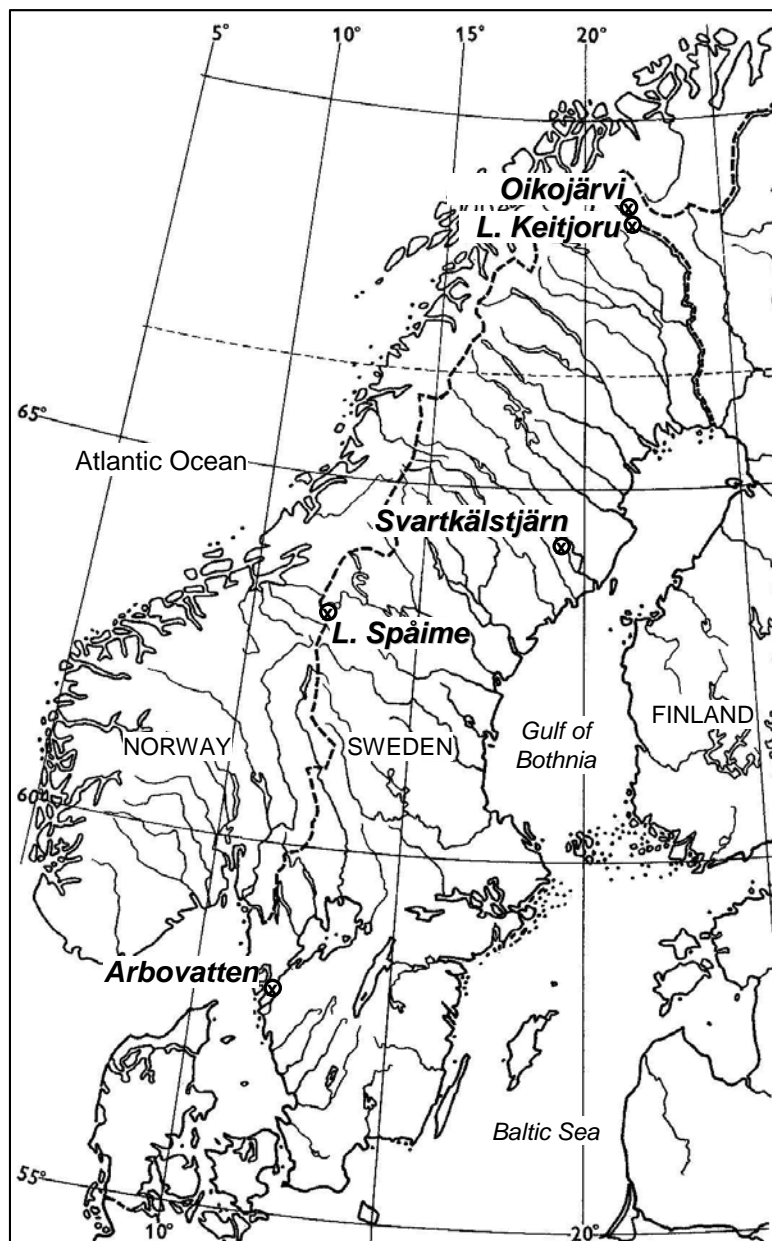 5°
10°
15°
20°
Oikojärvi
L. Keitjoru
65°
Atlantic Ocean
Svartkälstjärn
L. Spåime
NORWAY
SWEDEN
Gulf of
Bothnia
FINLAND
60°
Arbovatten
Baltic Sea
55°
10°
20°